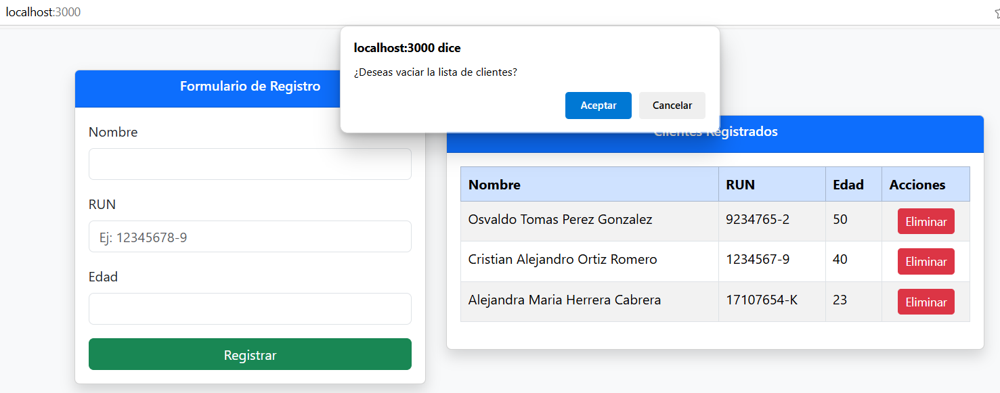 localhost:3000
localhost:3000 dice
¿Deseas vaciar la lista de clientes?
Aceptar Cancelar
Formulario de Registro
Nombre
RUN
Ej: 12345678-9
Edad
Registrar
Clientes Registrados
Nombre RUN Edad Acciones
Osvaldo Tomas Perez Gonzalez 9234765-2 50 Eliminar
Cristian Alejandro Ortiz Romero 1234567-9 40 Eliminar
Alejandra Maria Herrera Cabrera 17107654-K 23 Eliminar